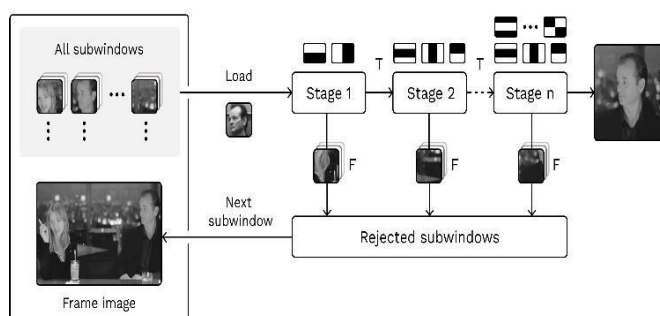 All subwindows
Load
T
T
Stage 1
Stage 2
Stage n
F
F
F
Next
subwindow
Rejected subwindows
Frame image